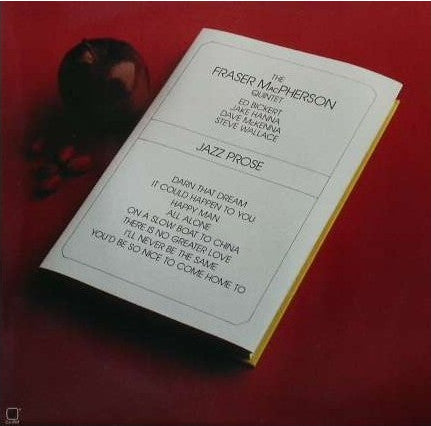 THE
FRASER MacPHERSON
QUINTET
ED BICKERT
JAKE HANNA
DAVE McKENNA
STEVE WALLACE
JAZZ PROSE
DARN THAT DREAM
IT COULD HAPPEN TO YOU
HAPPY MAN
ALL ALONE
ON A SLOW BOAT TO CHINA
THERE IS NO GREATER LOVE
I'LL NEVER BE THE SAME
YOU'D BE SO NICE TO COME HOME TO